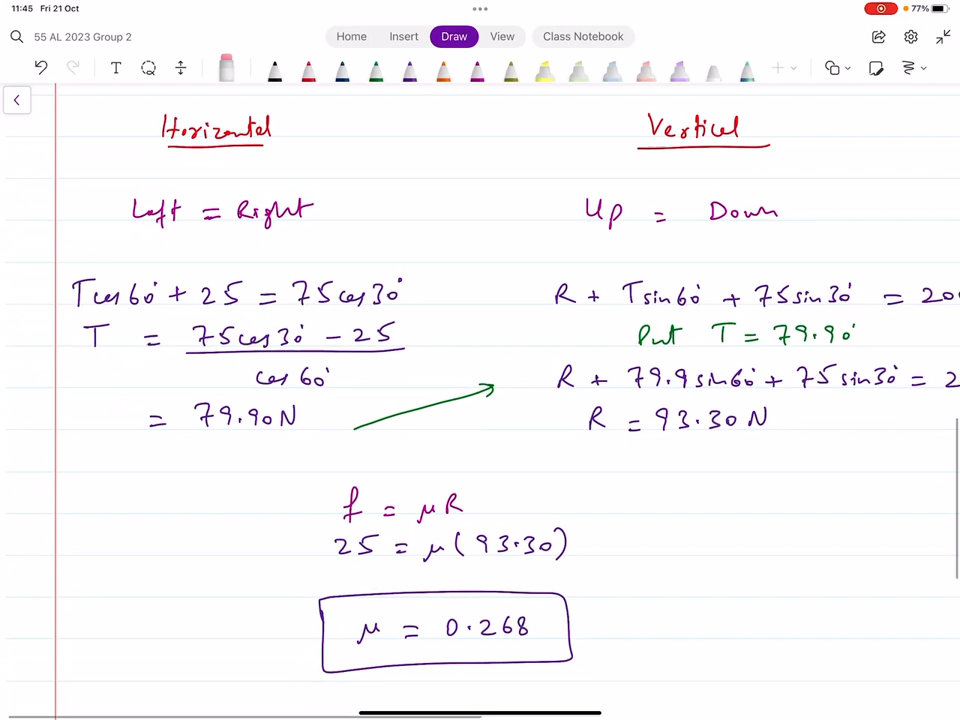 11:45 Fri 21 Oct
77%
55 AL 2023 Group 2
Home Insert Draw View Class Notebook
T
Horizontal
Left = Right
Tcos60° + 25 = 75cos30°
T = 75cos30° - 25
cos60°
= 79.90N
Vertical
Up = Down
R + Tsin60° + 75sin30° = 20
Put T = 79.90
R + 79.9sin60° + 75sin30° = 2
R = 93.30 N
f = μR
25 = μ(93.30)
μ = 0.268